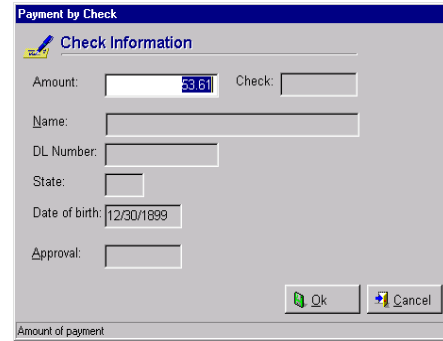 Payment by Check
Check Information
Amount: 53.61 Check:
Name:
DL Number:
State:
Date of birth: 12/30/1899
Approval:
Ok Cancel
Amount of payment